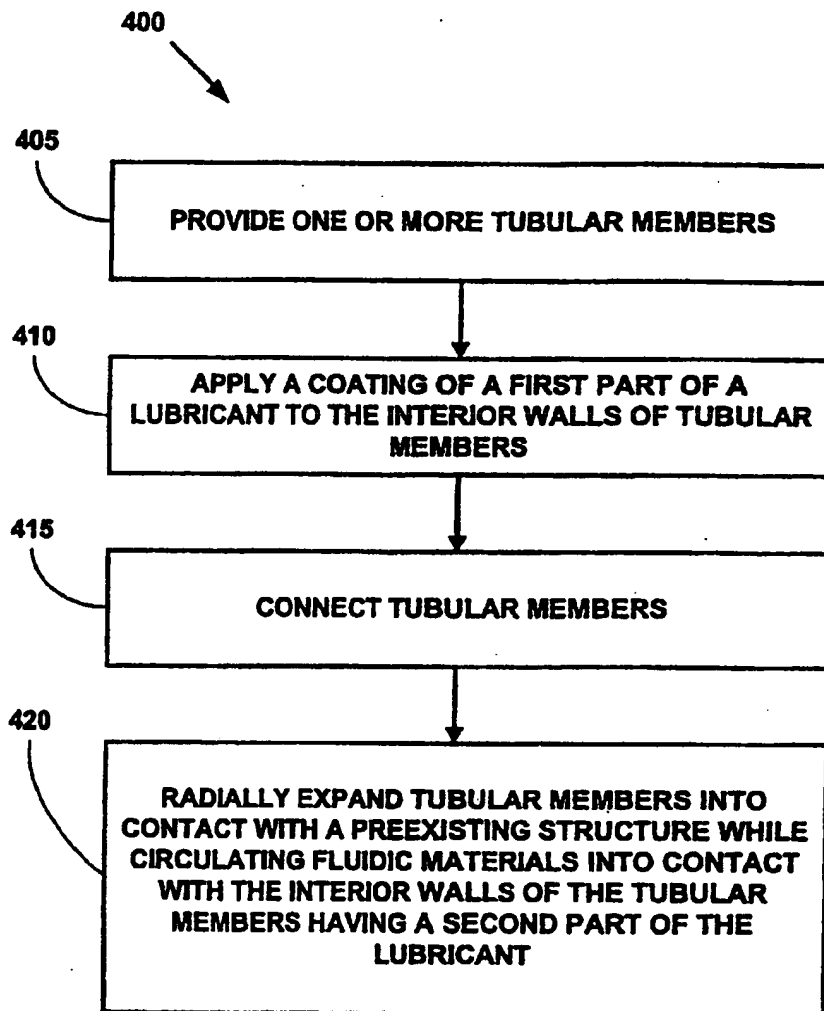 400
405
PROVIDE ONE OR MORE TUBULAR MEMBERS
410
APPLY A COATING OF A FIRST PART OF A
LUBRICANT TO THE INTERIOR WALLS OF TUBULAR
MEMBERS
415
CONNECT TUBULAR MEMBERS
420
RADIALLY EXPAND TUBULAR MEMBERS INTO
CONTACT WITH A PREEXISTING STRUCTURE WHILE
CIRCULATING FLUIDIC MATERIALS INTO CONTACT
WITH THE INTERIOR WALLS OF THE TUBULAR
MEMBERS HAVING A SECOND PART OF THE
LUBRICANT